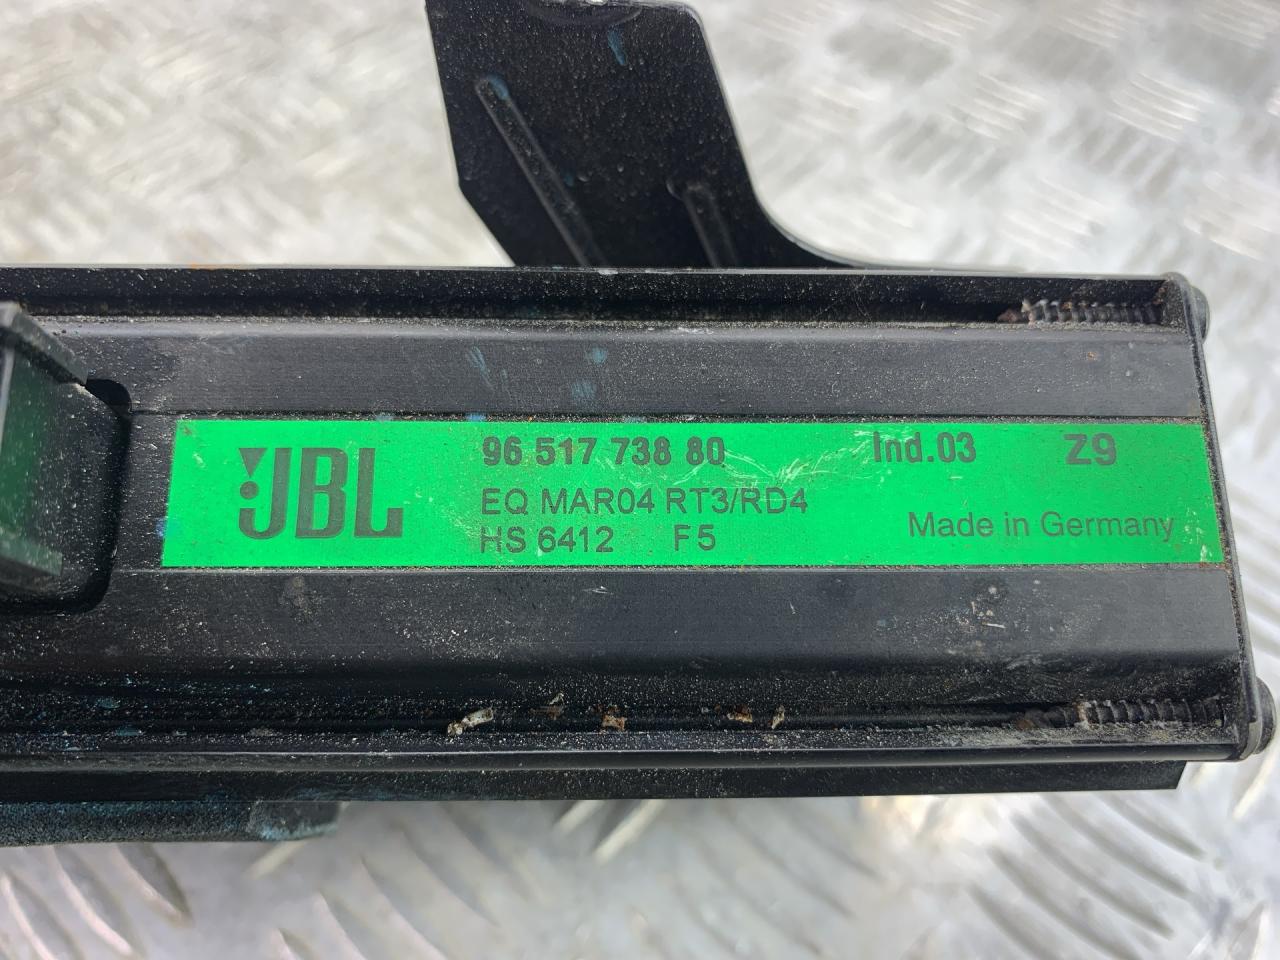 JBL
96 517 738 80 Ind.03 Z9
EQ MAR04 RT3/RD4
HS 6412 F5
Made in Germany